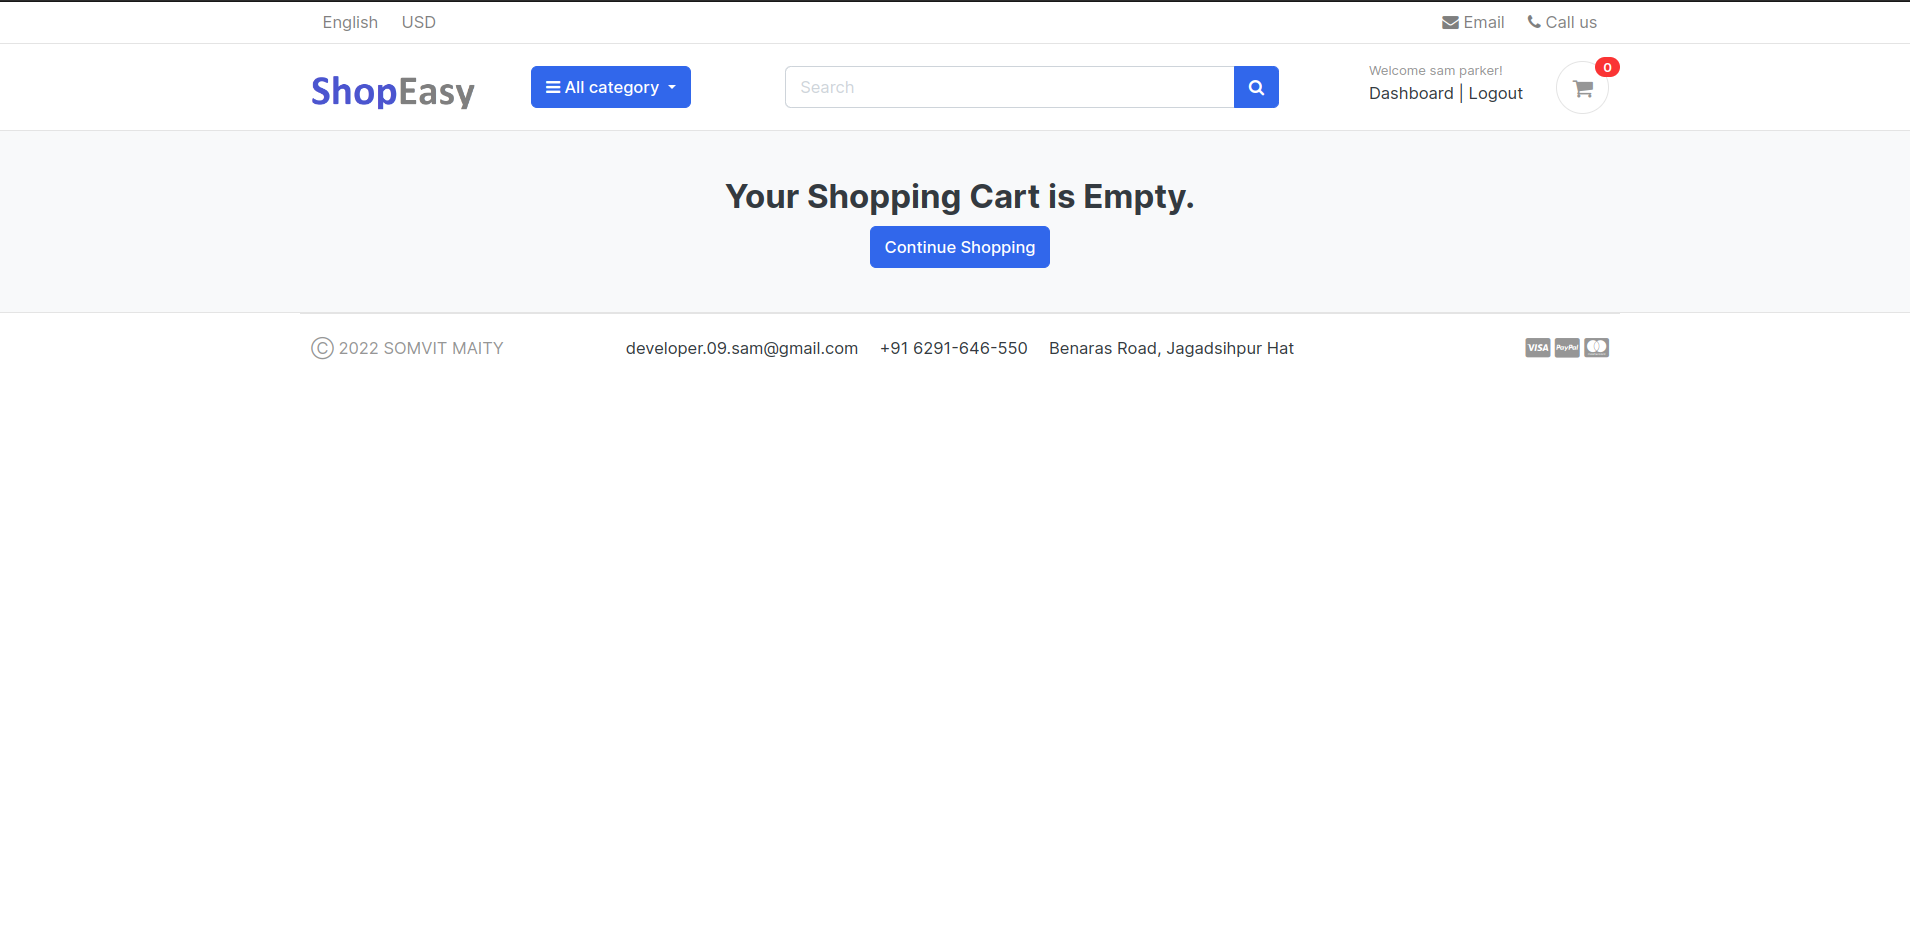 English USD Email Call us
ShopEasy All category Search Welcome sam parker! 0
Dashboard | Logout
Your Shopping Cart is Empty.
Continue Shopping
© 2022 SOMVIT MAITY developer.09.sam@gmail.com +91 6291-646-550 Benaras Road, Jagadsihpur Hat VISA PayPal